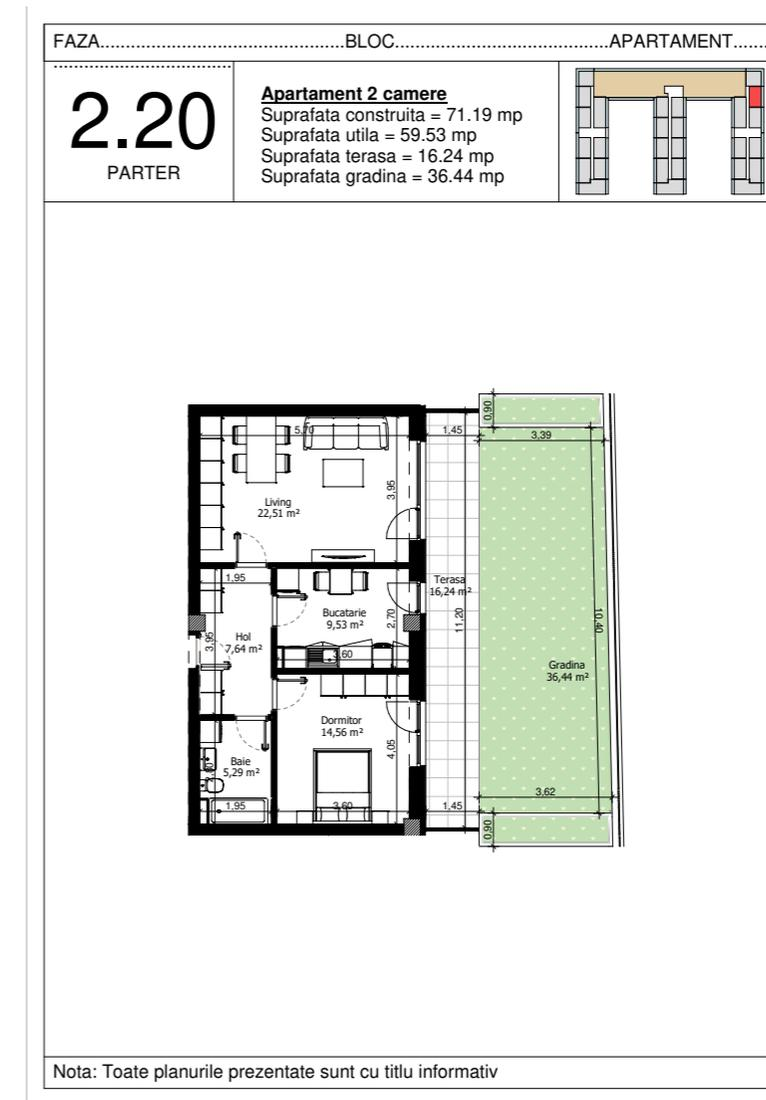 FAZA..............................................BLOC........................................APARTAMENT.......
2.20
PARTER
Apartament 2 camere
Suprafata construita = 71.19 mp
Suprafata utila = 59.53 mp
Suprafata terasa = 16.24 mp
Suprafata gradina = 36.44 mp
0,90
5,70
1,45
3,39
3,95
Living
22,51 m²
1,95
Terasa
16,24 m²
Bucatarie
9,53 m²
2,70
11,20
10,40
3,95
Hol
7,64 m²
3,60
Gradina
36,44 m²
Dormitor
14,56 m²
4,05
Baie
5,29 m²
3,62
1,95
3,60
1,45
0,90
Nota: Toate planurile prezentate sunt cu titlu informativ